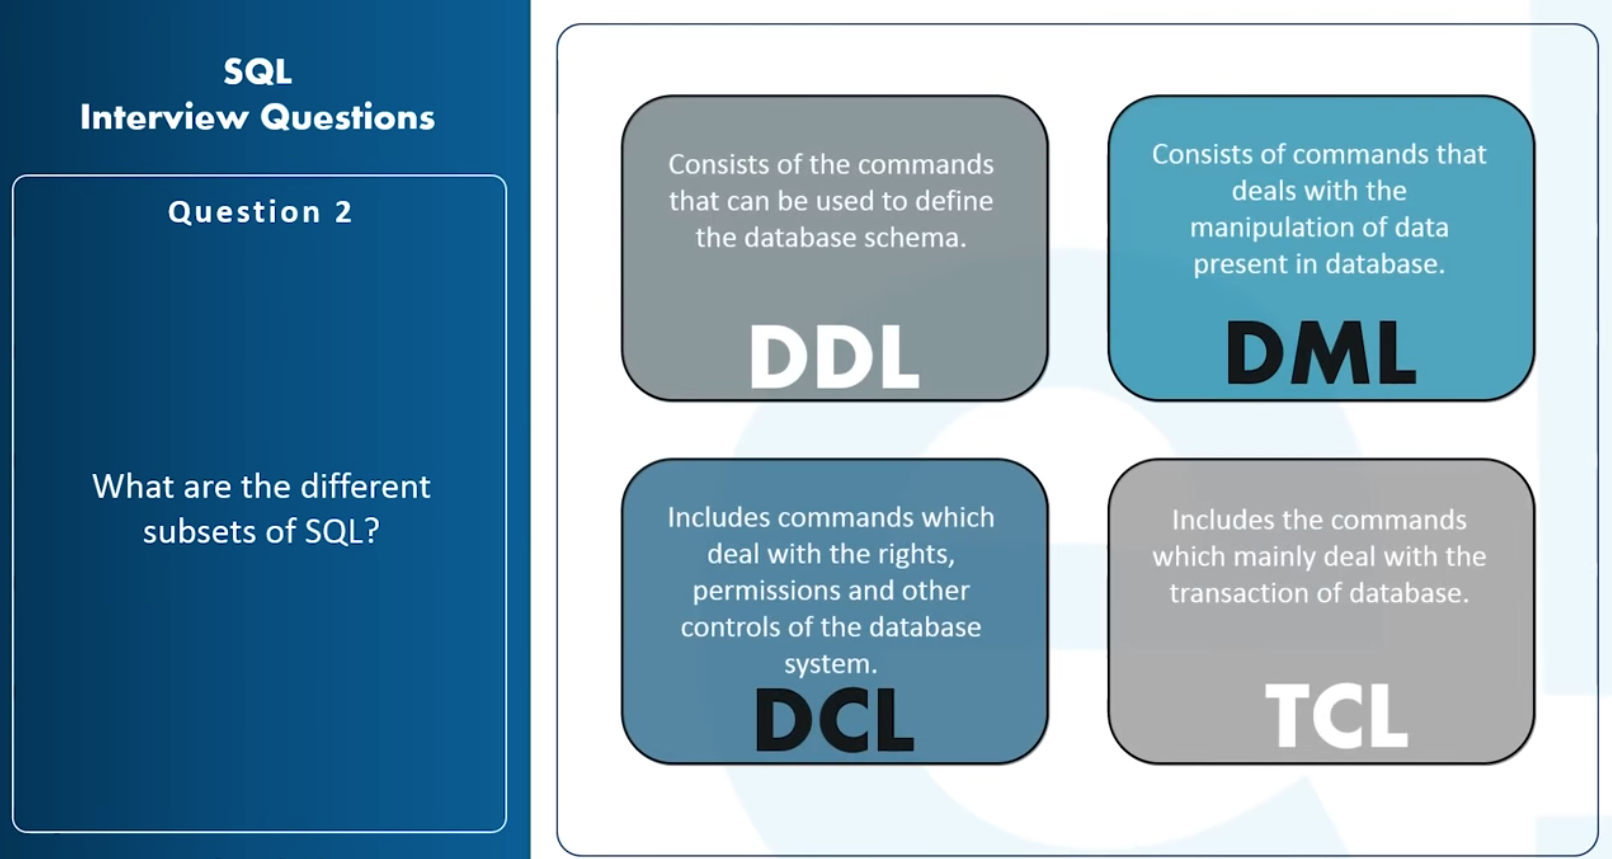 SQL
Interview Questions
Question 2
What are the different
subsets of SQL?
Consists of the commands
that can be used to define
the database schema.
DDL
Consists of commands that
deals with the
manipulation of data
present in database.
DML
Includes commands which
deal with the rights,
permissions and other
controls of the database
system.
DCL
Includes the commands
which mainly deal with the
transaction of database.
TCL